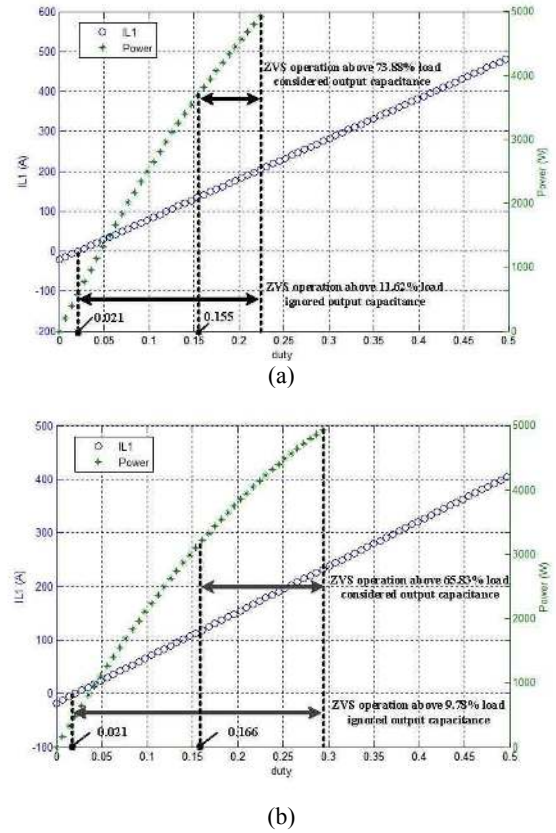 600
500
400
300
200
100
0
-100
-200
IL1 (A)
IL1
Power
ZVS operation above 73.88% load
considered output capacitance
ZVS operation above 11.62% load
ignored output capacitance
0.021
0.155
5000
4000
3000
2000
1000
0
Power (W)
0 0.05 0.1 0.15 0.2 0.25 0.3 0.35 0.4 0.45 0.5
duty
(a)
500
400
300
200
100
0
-100
IL1 (A)
IL1
Power
ZVS operation above 65.83% load
considered output capacitance
ZVS operation above 9.78% load
ignored output capacitance
0.021
0.166
5000
4000
3000
2000
1000
0
Power (W)
0 0.05 0.1 0.15 0.2 0.25 0.3 0.35 0.4 0.45 0.5
duty
(b)